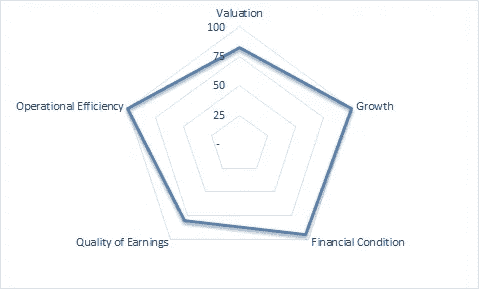 Valuation
100
75
50
25
-
Operational Efficiency
Growth
Quality of Earnings
Financial Condition